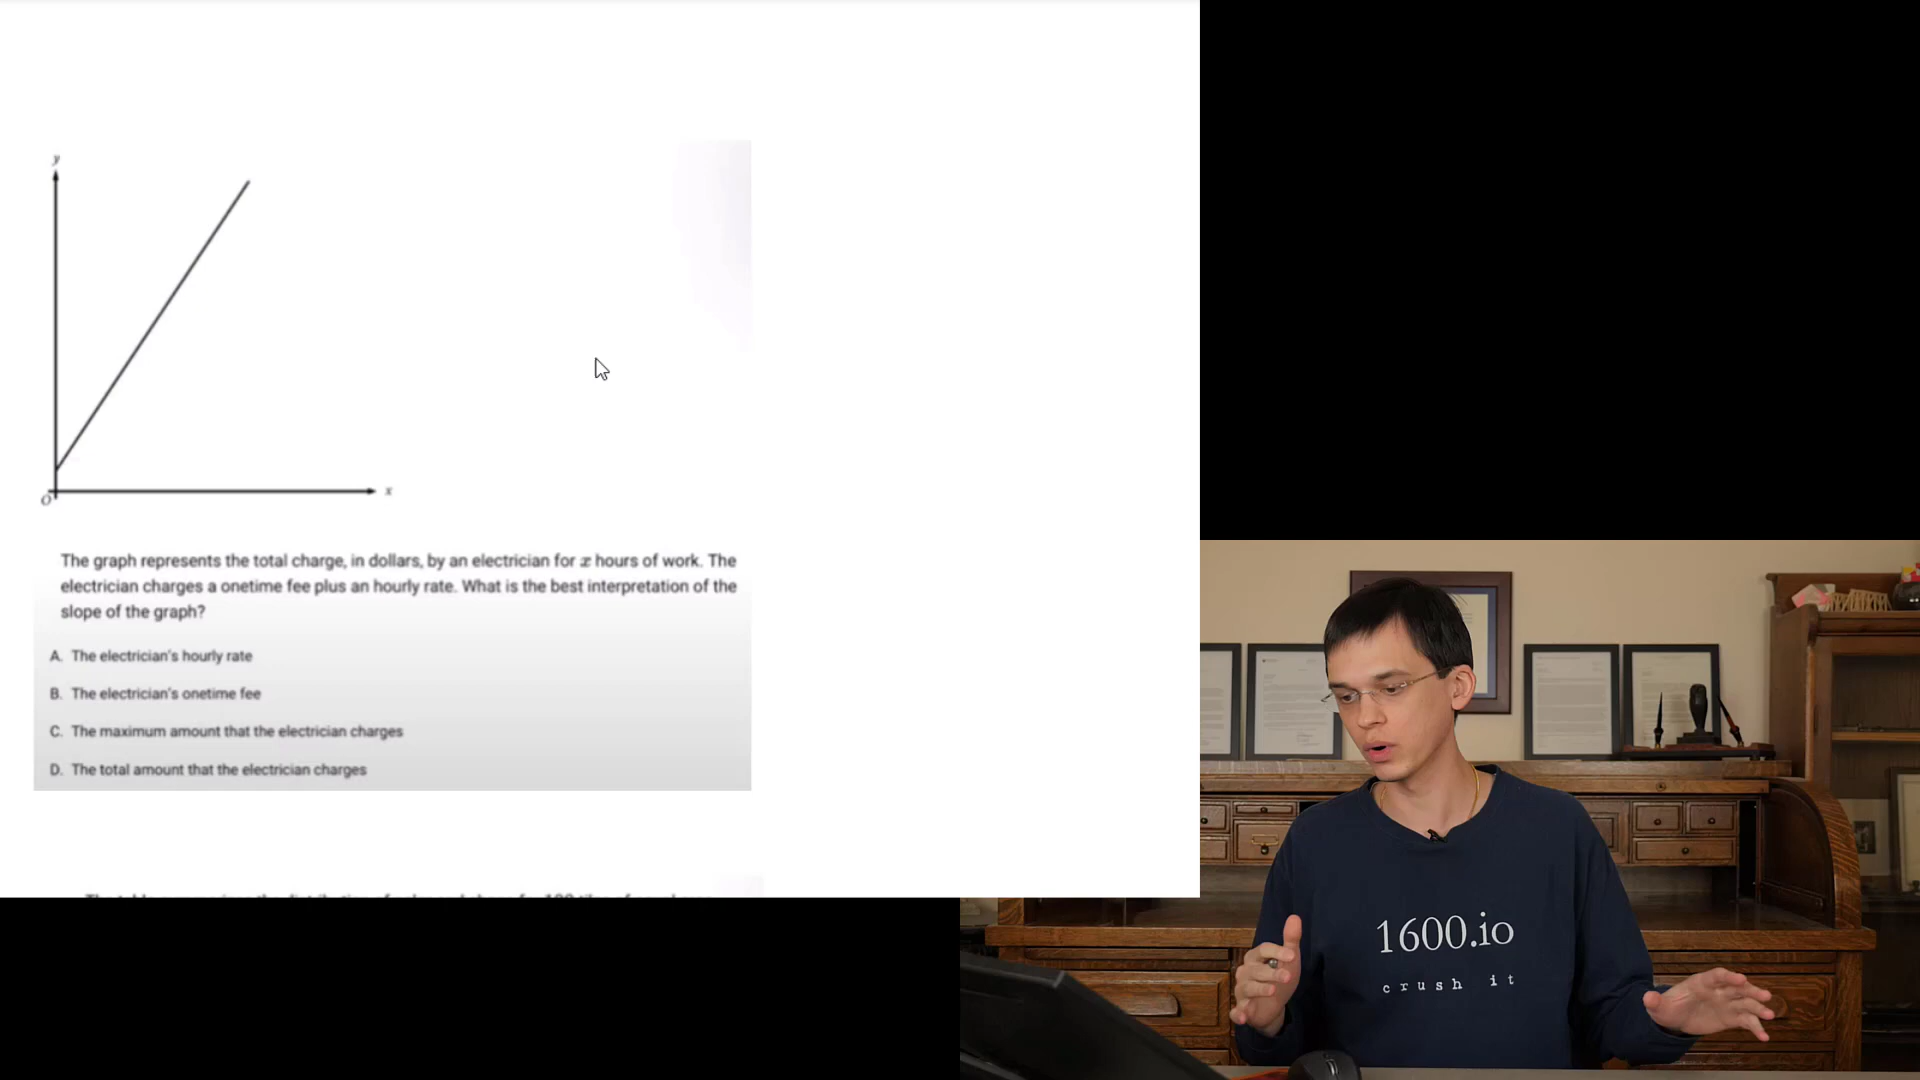 y
O
x
The graph represents the total charge, in dollars, by an electrician for x hours of work. The
electrician charges a onetime fee plus an hourly rate. What is the best interpretation of the
slope of the graph?
A. The electrician's hourly rate
B. The electrician's onetime fee
C. The maximum amount that the electrician charges
D. The total amount that the electrician charges
1600.io
crush it